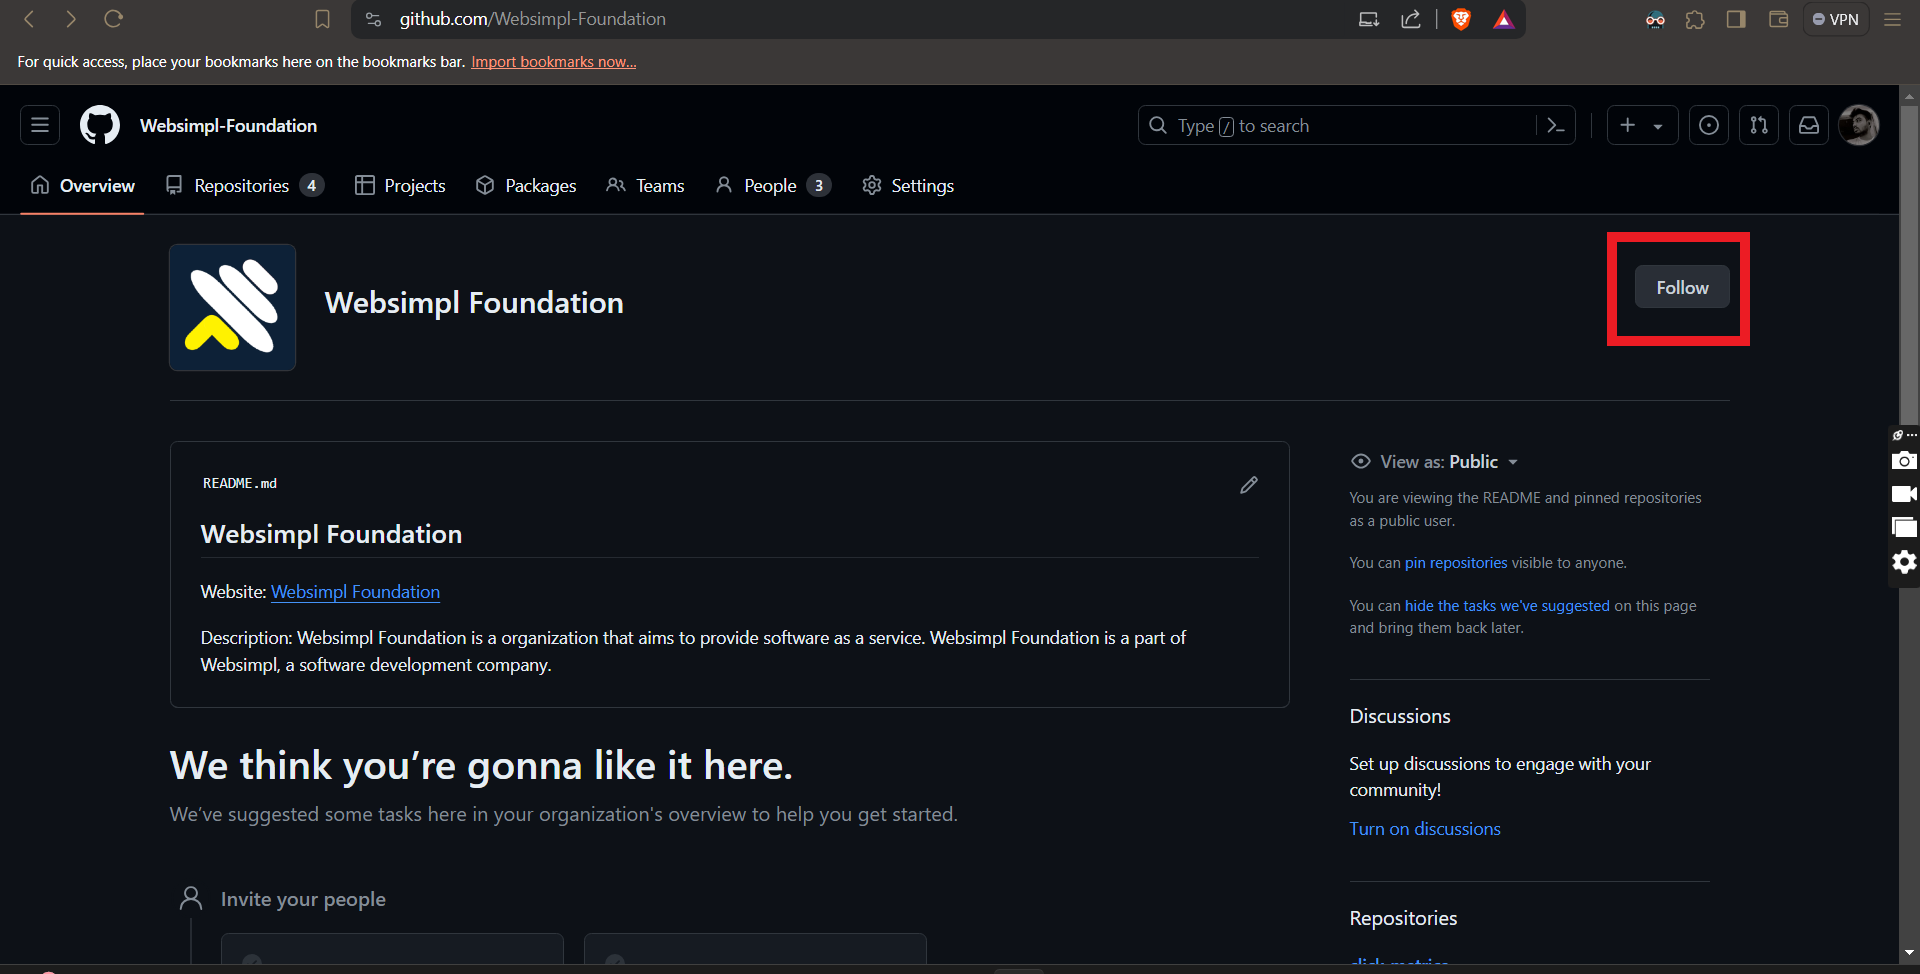 github.com/Websimpl-Foundation
VPN
For quick access, place your bookmarks here on the bookmarks bar. Import bookmarks now...
Websimpl-Foundation
Type / to search
Overview
Repositories 4
Projects
Packages
Teams
People 3
Settings
Websimpl Foundation
Follow
README.md
Websimpl Foundation
Website: Websimpl Foundation
Description: Websimpl Foundation is a organization that aims to provide software as a service. Websimpl Foundation is a part of
Websimpl, a software development company.
We think you’re gonna like it here.
We’ve suggested some tasks here in your organization's overview to help you get started.
Invite your people
View as: Public
You are viewing the README and pinned repositories
as a public user.
You can pin repositories visible to anyone.
You can hide the tasks we've suggested on this page
and bring them back later.
Discussions
Set up discussions to engage with your
community!
Turn on discussions
Repositories